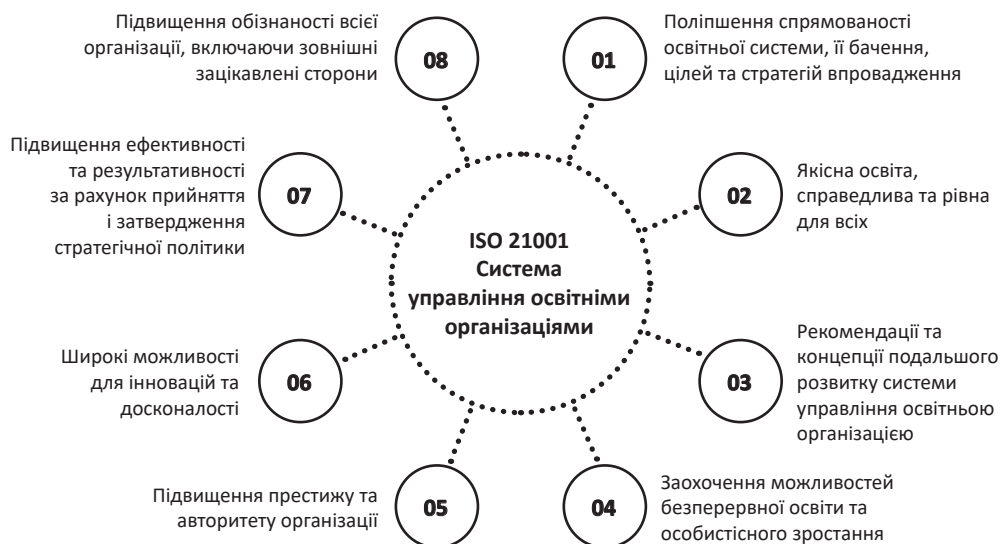 Підвищення обізнаності всієї
організації, включаючи зовнішні
зацікавлені сторони
08
01
Поліпшення спрямованості
освітньої системи, її бачення,
цілей та стратегій впровадження
Підвищення ефективності
та результативності
за рахунок прийняття
і затвердження
стратегічної політики
07
02
Якісна освіта,
справедлива та рівна
для всіх
ISO 21001
Система
управління освітніми
організаціями
Широкі можливості
для інновацій та
досконалості
06
03
Рекомендації та
концепції подальшого
розвитку системи
управління освітньою
організацією
Підвищення престижу та
авторитету організації
05
04
Заохочення можливостей
безперервної освіти та
особистісного зростання